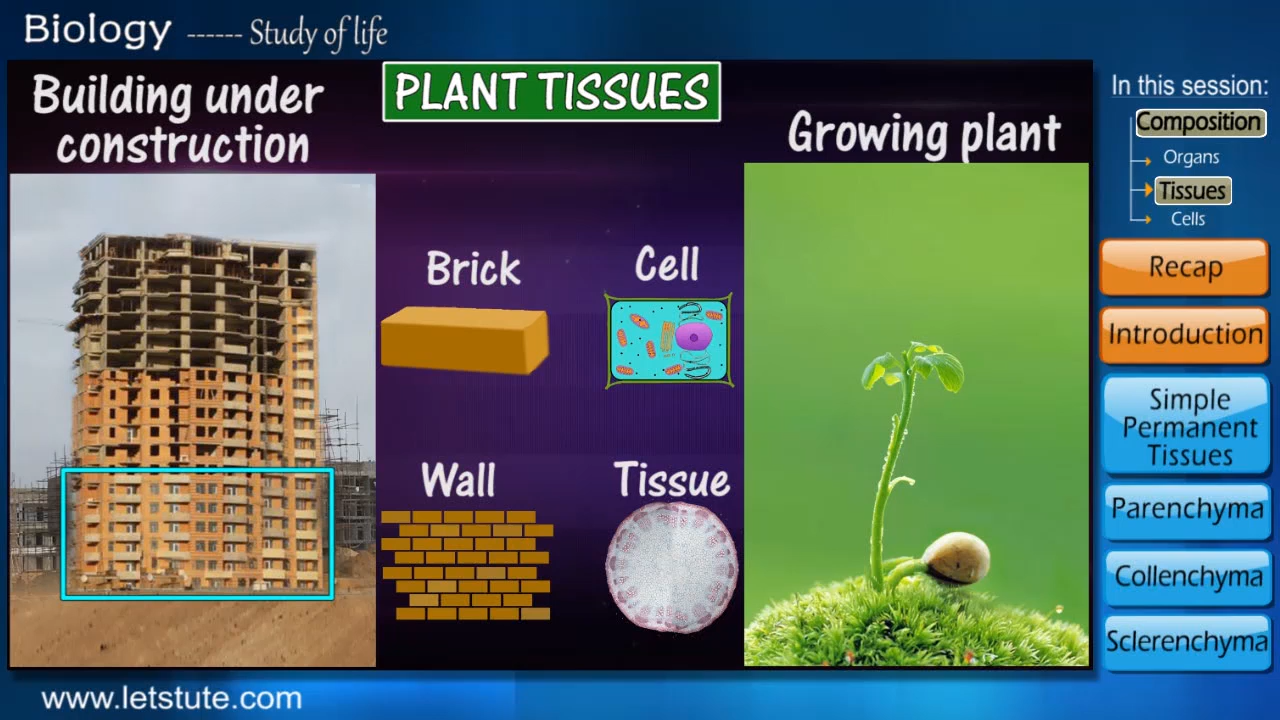 Biology ------ Study of life
Building under
construction
PLANT TISSUES
Growing plant
Brick
Cell
Wall
Tissue
In this session:
Composition
Organs
Tissues
Cells
Recap
Introduction
Simple
Permanent
Tissues
Parenchyma
Collenchyma
Sclerenchyma
www.letstute.com